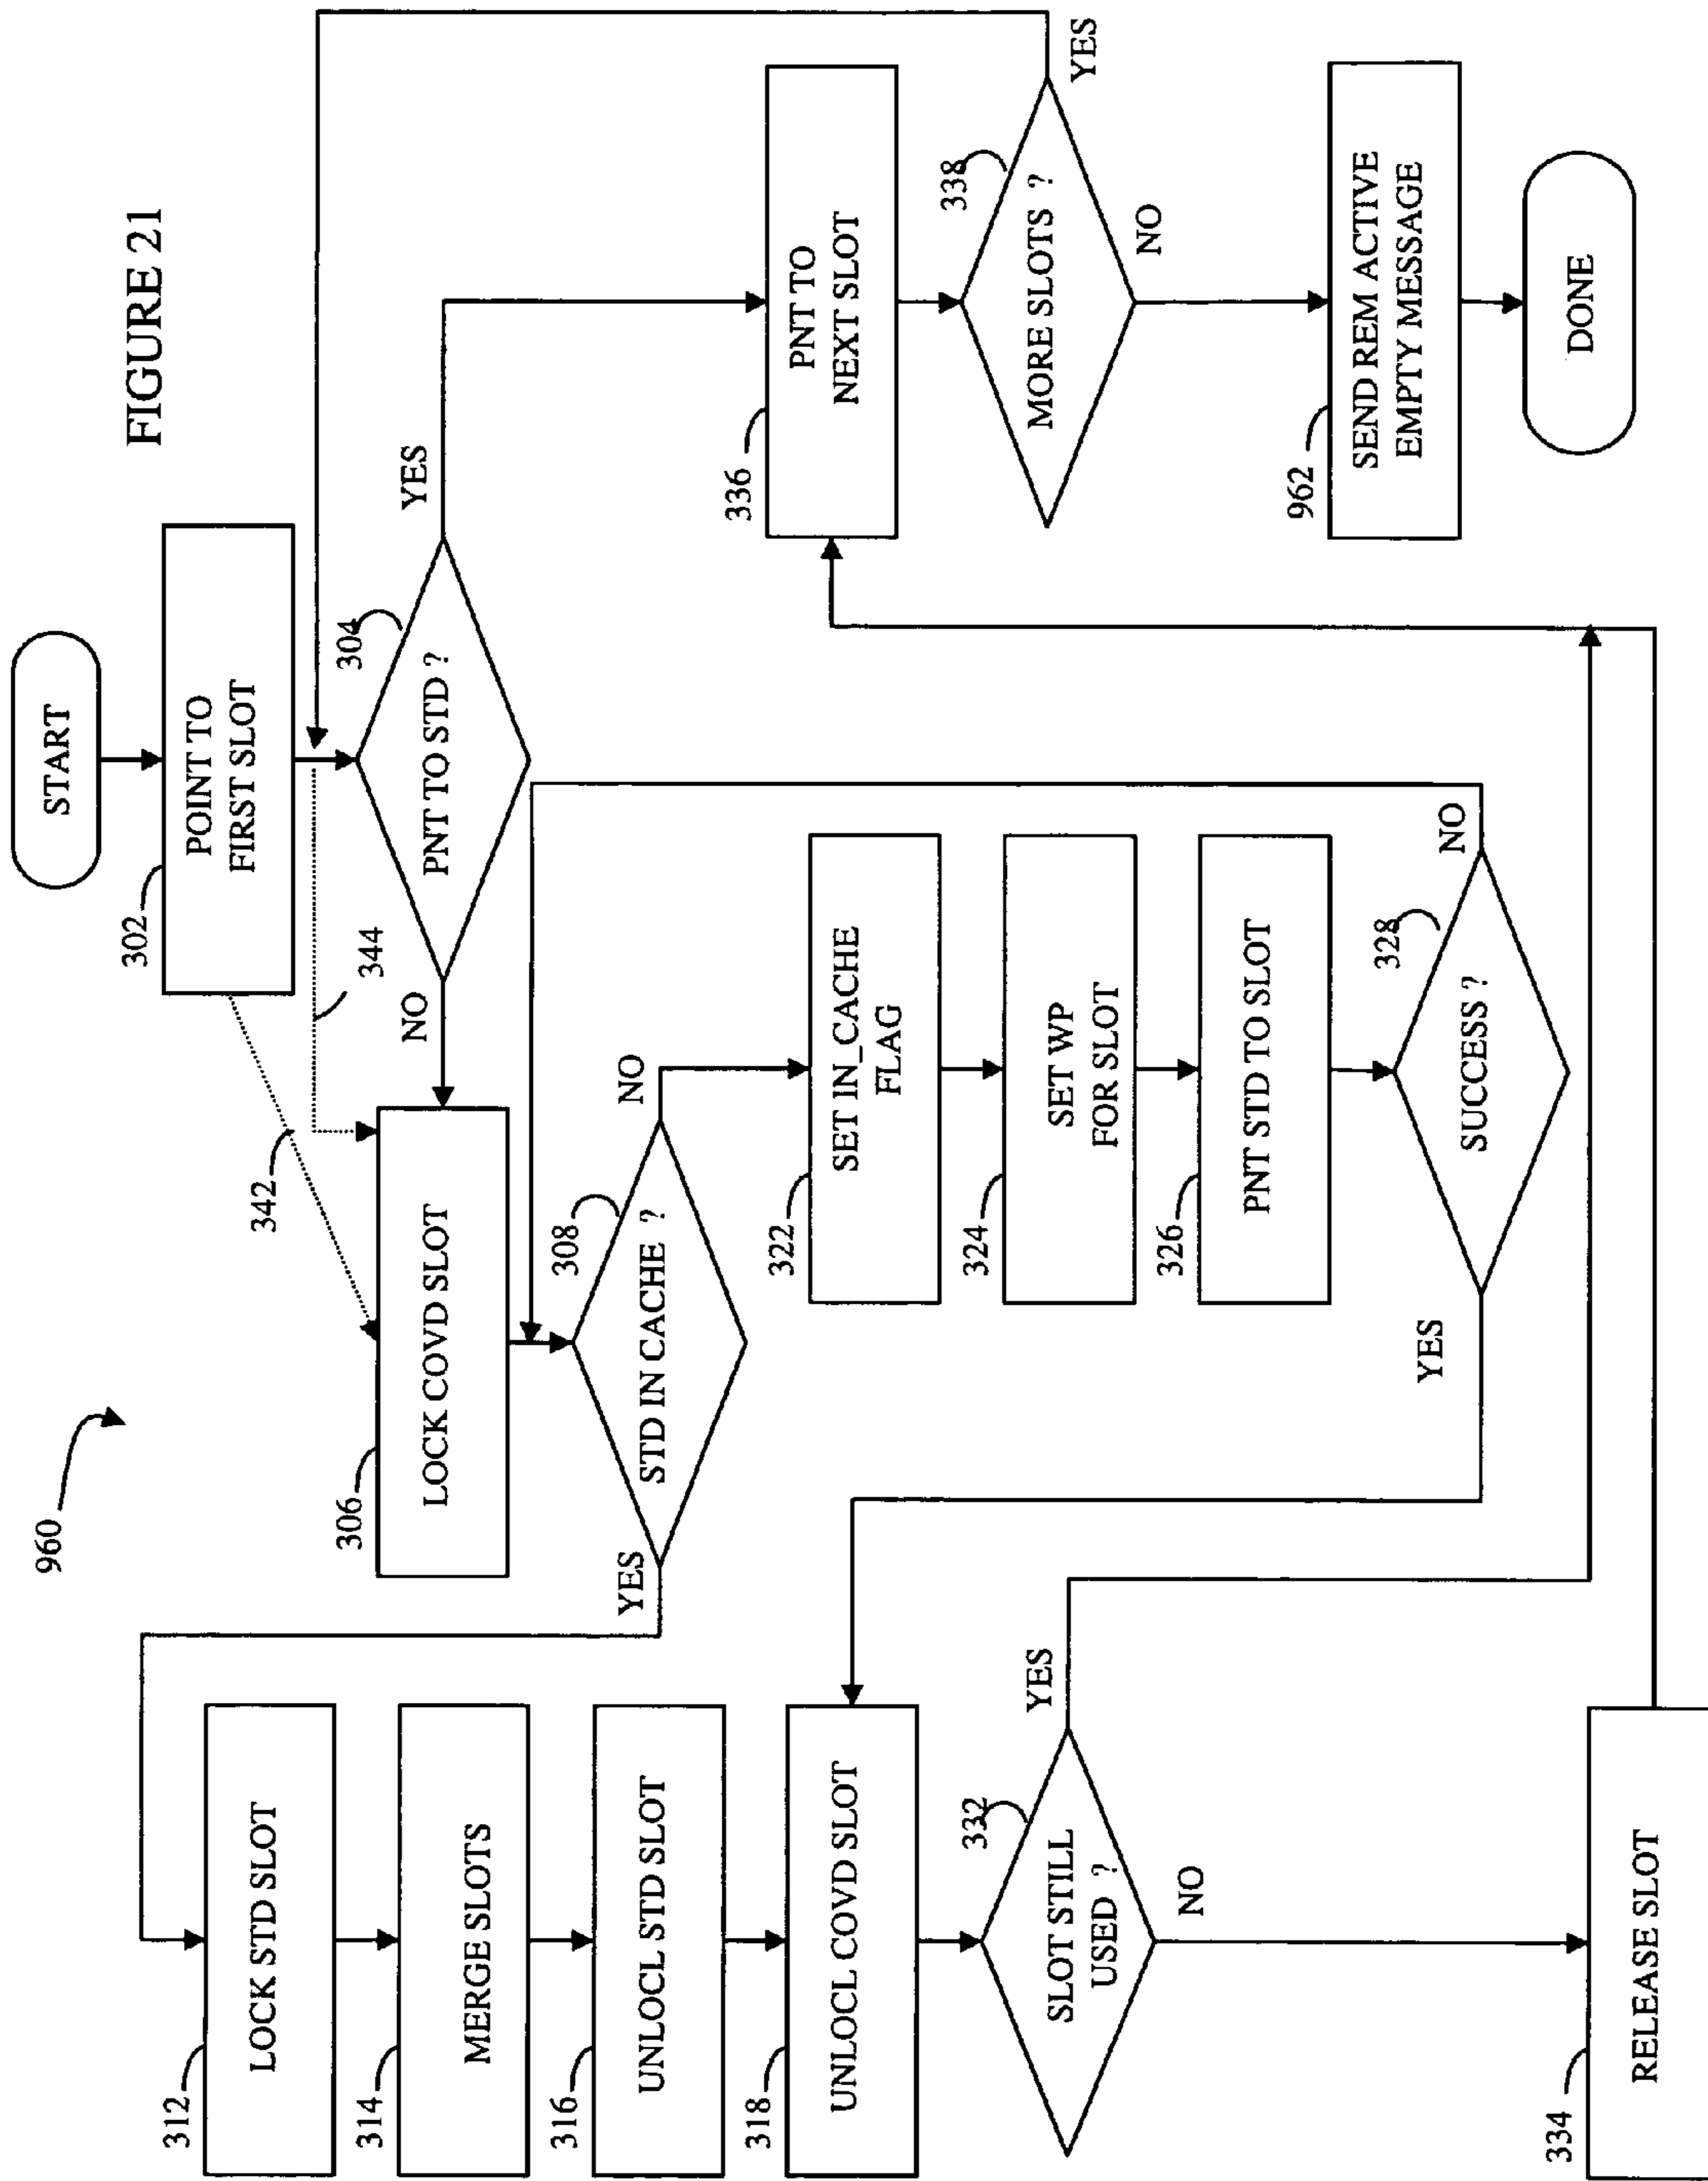 FIGURE 21
960
START
302
POINT TO
FIRST SLOT
344
342
304
PNT TO STD ?
YES
NO
306
LOCK COVD SLOT
308
STD IN CACHE ?
YES
NO
312
LOCK STD SLOT
314
MERGE SLOTS
316
UNLOCL STD SLOT
318
UNLOCL COVD SLOT
322
SET IN_CACHE
FLAG
324
SET WP
FOR SLOT
326
PNT STD TO SLOT
328
SUCCESS ?
YES
NO
332
SLOT STILL
USED ?
YES
NO
334
RELEASE SLOT
336
PNT TO
NEXT SLOT
338
MORE SLOTS ?
YES
NO
962
SEND REM ACTIVE
EMPTY MESSAGE
DONE